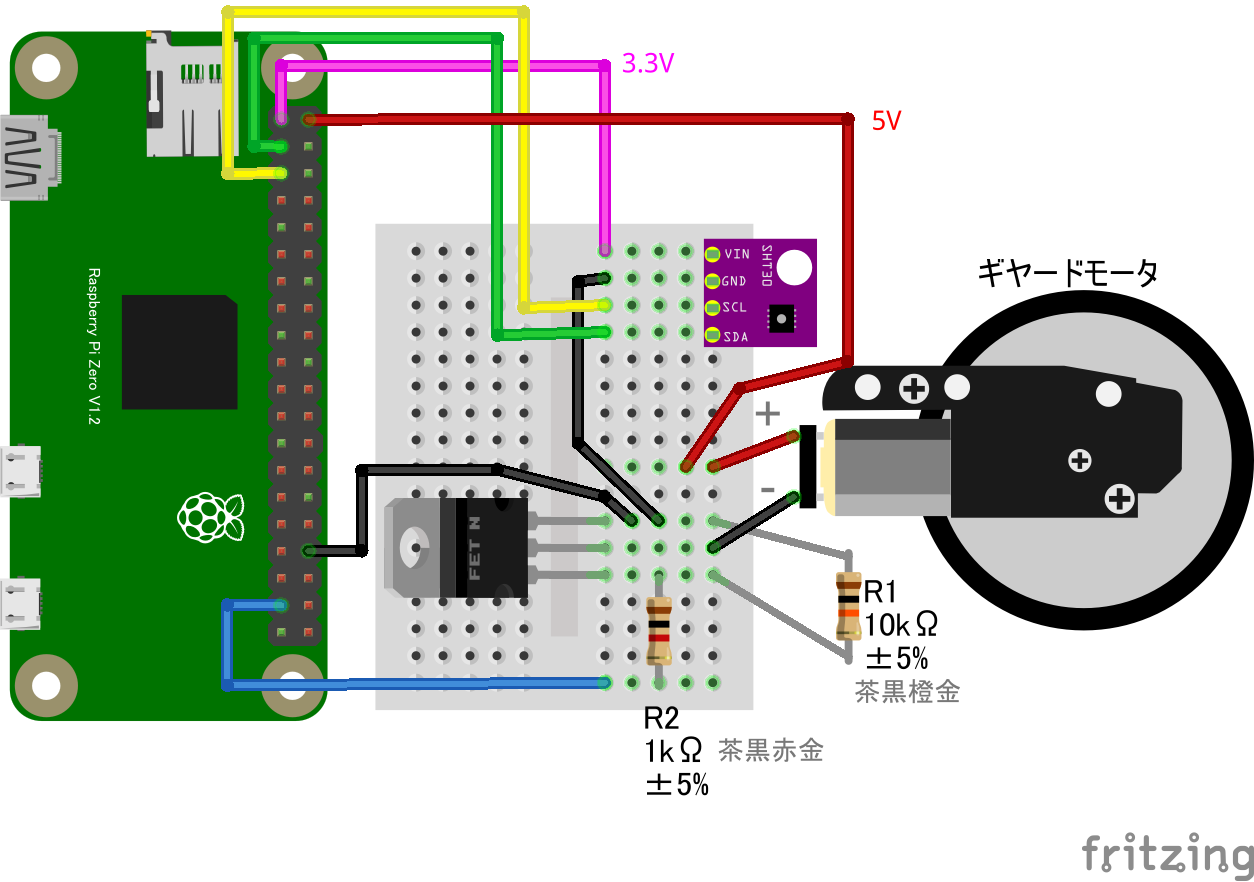 3.3V
5V
VIN
GND
SCL
SDA
SHT30
ギヤードモータ
Raspberry Pi Zero V1.2
+
-
FET N
R1
10kΩ
±5%
茶黒橙金
R2
1kΩ
±5%
茶黒赤金
fritzing